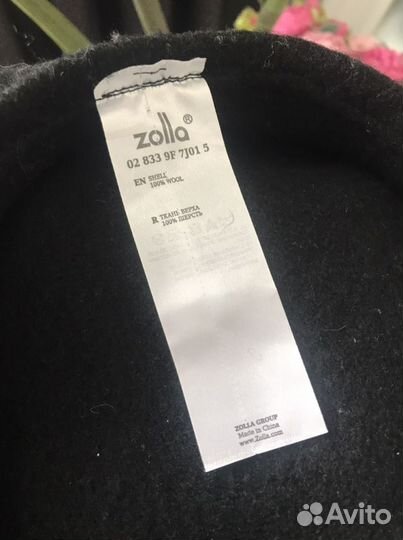 zolla®
02 833 9F 7J01 5
EN SHELL
100% WOOL
R ТКАНЬ ВЕРХА
100% ШЕРСТЬ
ZOLLA GROUP
Made in China
www.Zolla.com
Avito